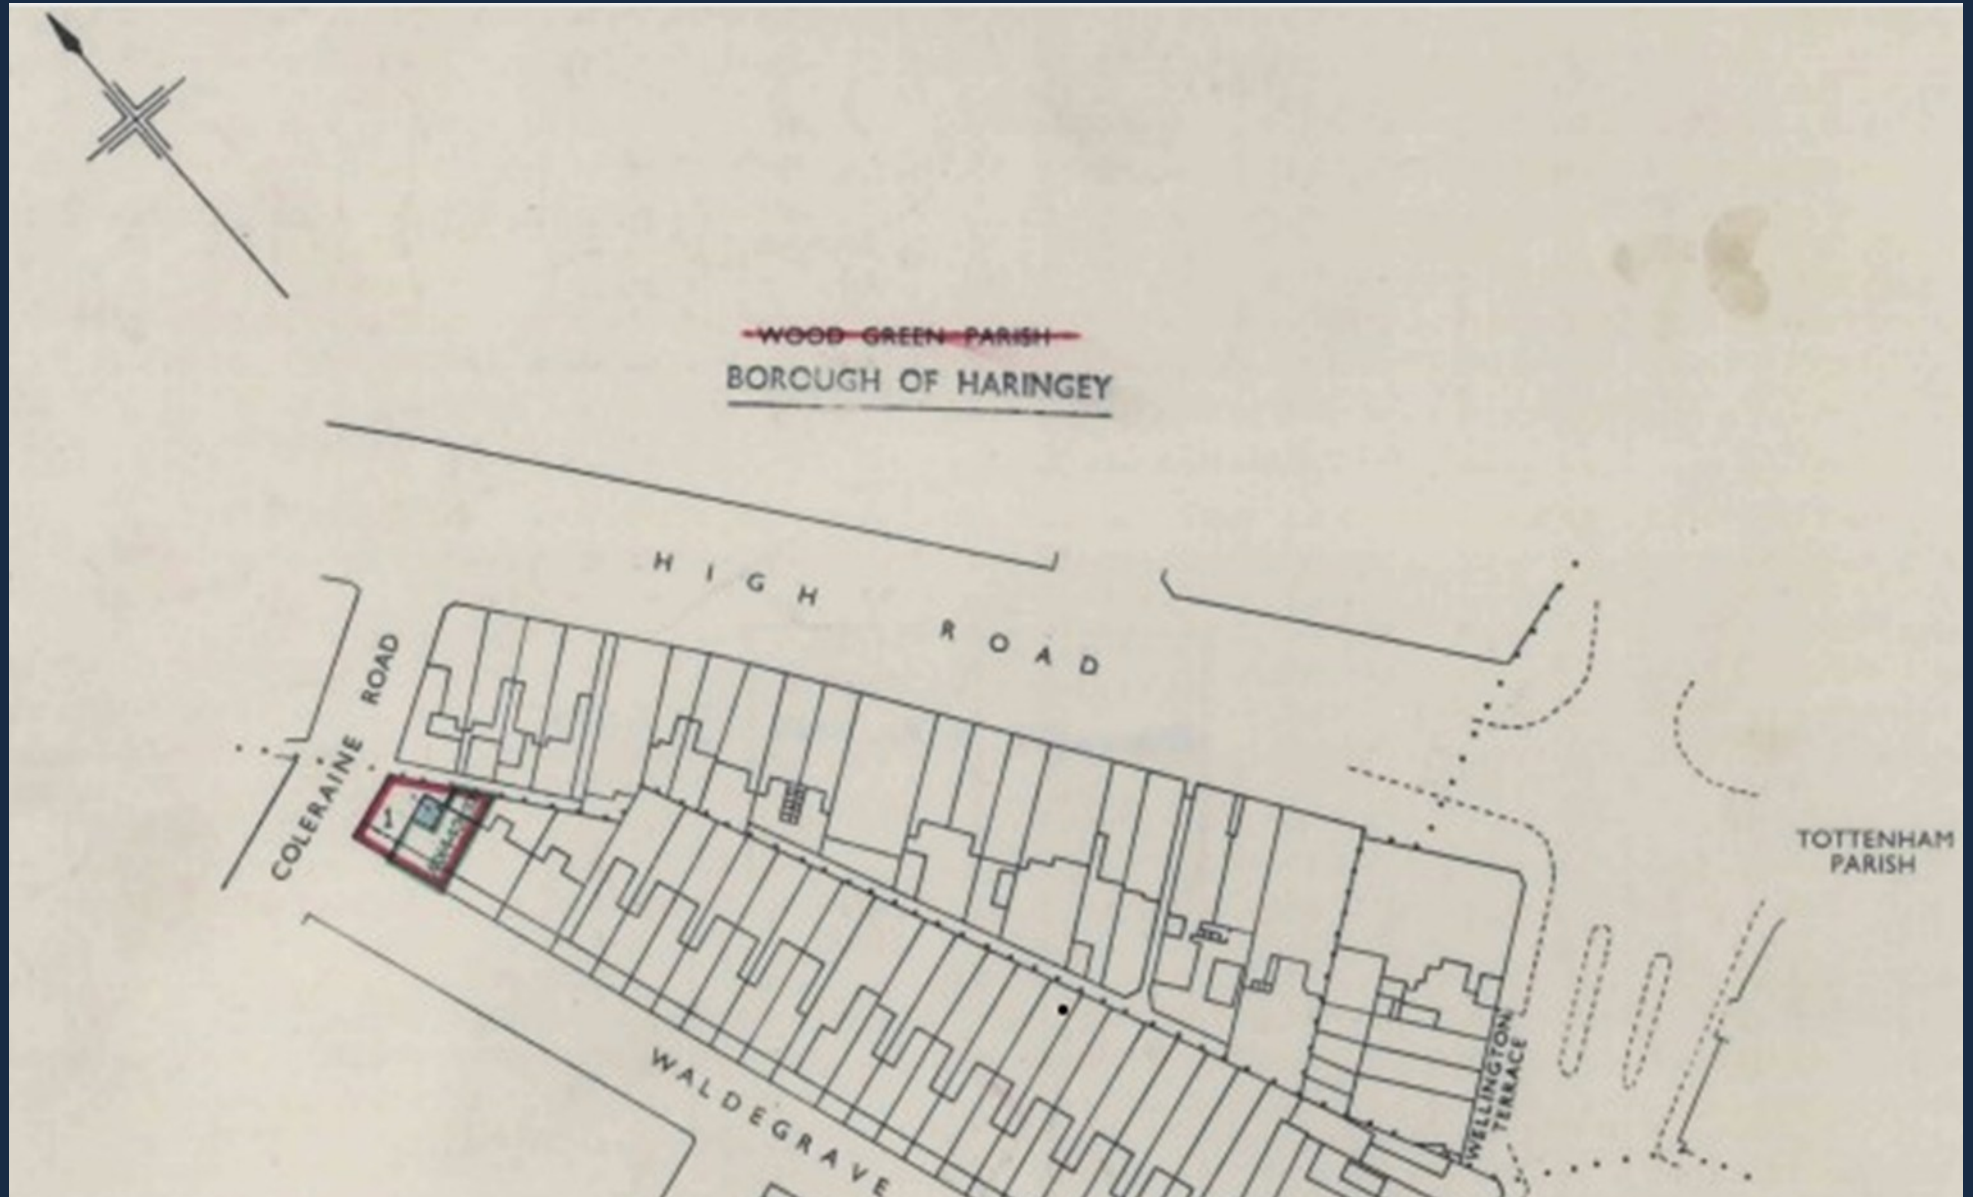 WOOD GREEN PARISH
BOROUGH OF HARINGEY
HIGH ROAD
COLERAINE ROAD
TOTTENHAM
PARISH
WELLINGTON
TERRACE
WALDEGRAVE